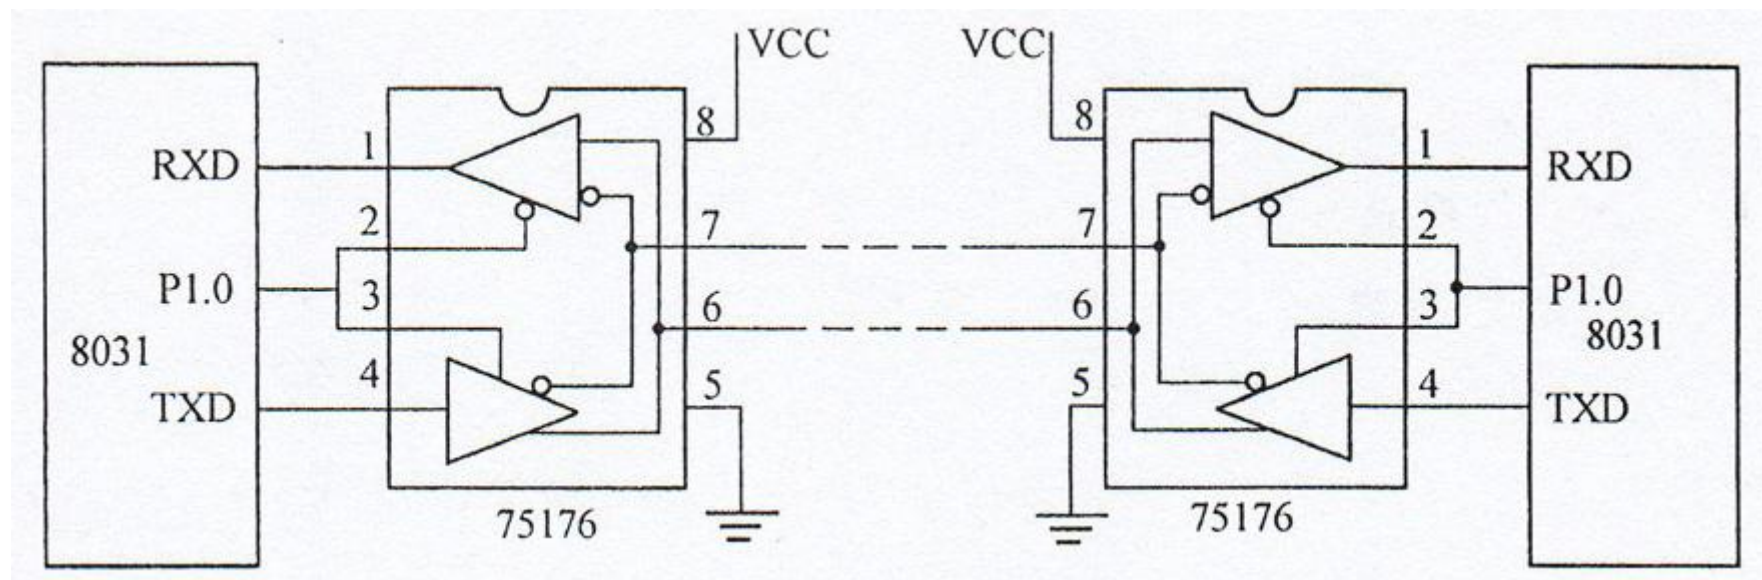 VCC VCC
8 8
RXD 1 1 RXD
2 7 7 2
P1.0 3 6 6 3 P1.0
8031 8031
4 5 5 4
TXD TXD
75176 75176